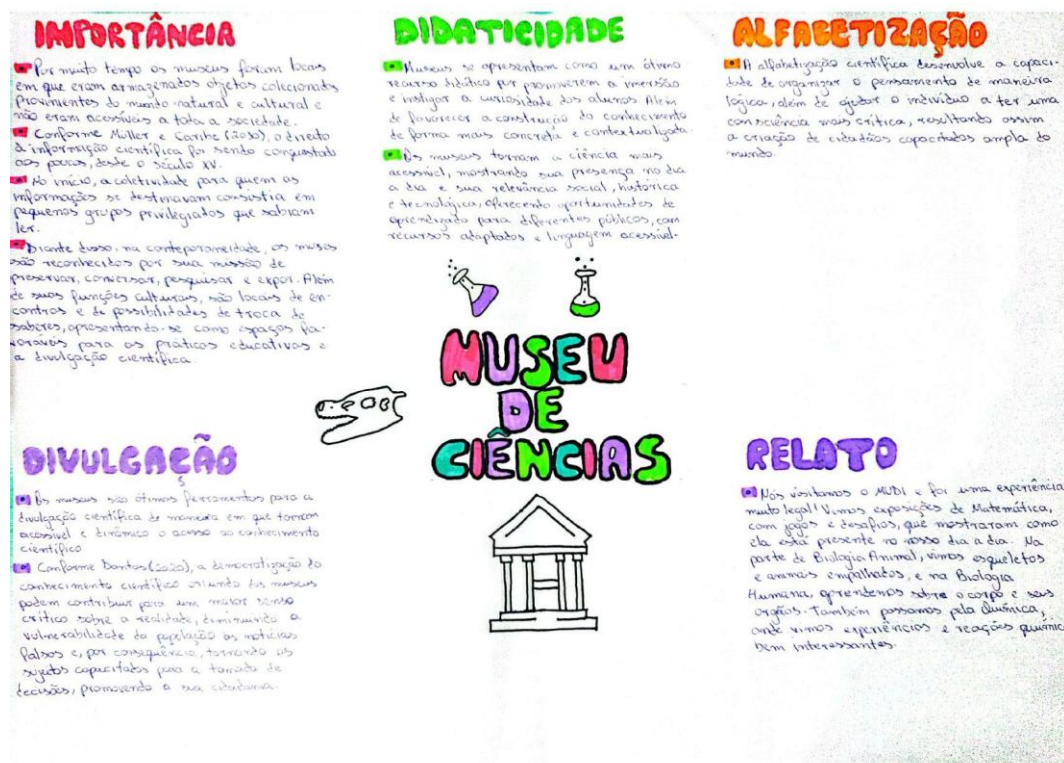 IMPORTÂNCIA
Por muito tempo os museus foram locais
em que eram armazenados objetos colecionados
provenientes do mundo natural e cultural e
não eram acessíveis a toda a sociedade.
Conforme Müller e Caribe (2010), o direito
à informação científica foi sendo conquistado
aos poucos, desde o século XV.
No início, a coletividade para quem as
informações se destinavam consistia em
pequenos grupos privilegiados que sabiam
ler.
Diante disso, na conteporaneidade, os museus
são reconhecidos por sua missão de
preservar, conversar, pesquisar e expor. Além
de suas funções culturais, são locais de en-
contros e de possibilidades de troca de
saberes, apresentando-se como espaços fa-
voráveis para as práticas educativas e
a divulgação científica.
DIDATICIDADE
Museus se apresentam como um ótimo
recurso didático por promoverem a imersão
e instigar a curiosidade dos alunos. Além
de favorecer a construção do conhecimento
de forma mais concreta e contextualizada.
Os museus tornam a ciência mais
acessível, mostrando sua presença no dia
a dia e sua relevância social, histórica
e tecnológica, oferecendo oportunidades de
aprendizado para diferentes públicos, com
recursos adaptados e linguagem acessível.
ALFABETIZAÇÃO
A alfabetização científica desenvolve a capaci-
dade de organizar o pensamento de maneira
lógica, além de ajudar o indivíduo a ter uma
consciência mais crítica, resultando assim
a criação de cidadãos capacitados ampla do
mundo.
MUSEU
DE
CIÊNCIAS
DIVULGAÇÃO
Os museus são ótimos ferramentas para a
divulgação científica de maneira em que tornam
acessível e dinâmico o acesso ao conhecimento
científico
Conforme Dantas (2020), a democratização do
conhecimento científico oriundo dos museus
podem contribuir para um maior senso
crítico sobre a realidade, diminuindo a
vulnerabilidade da população às notícias
falsas e, por consequência, tornando os
sujeitos capacitados para a tomada de
decisões, promovendo a sua cidadania.
RELATO
Nós visitamos o MUDI e foi uma experiência
muito legal! Vimos exposições de Matemática,
com jogos e desafios, que mostraram como
ela está presente no nosso dia a dia. Na
parte de Biologia Animal, vimos esqueletos
e animais empalhados, e na Biologia
Humana, aprendemos sobre o corpo e seus
orgãos. Também passamos pela Química,
onde vimos experiências e reações química
bem interessantes.